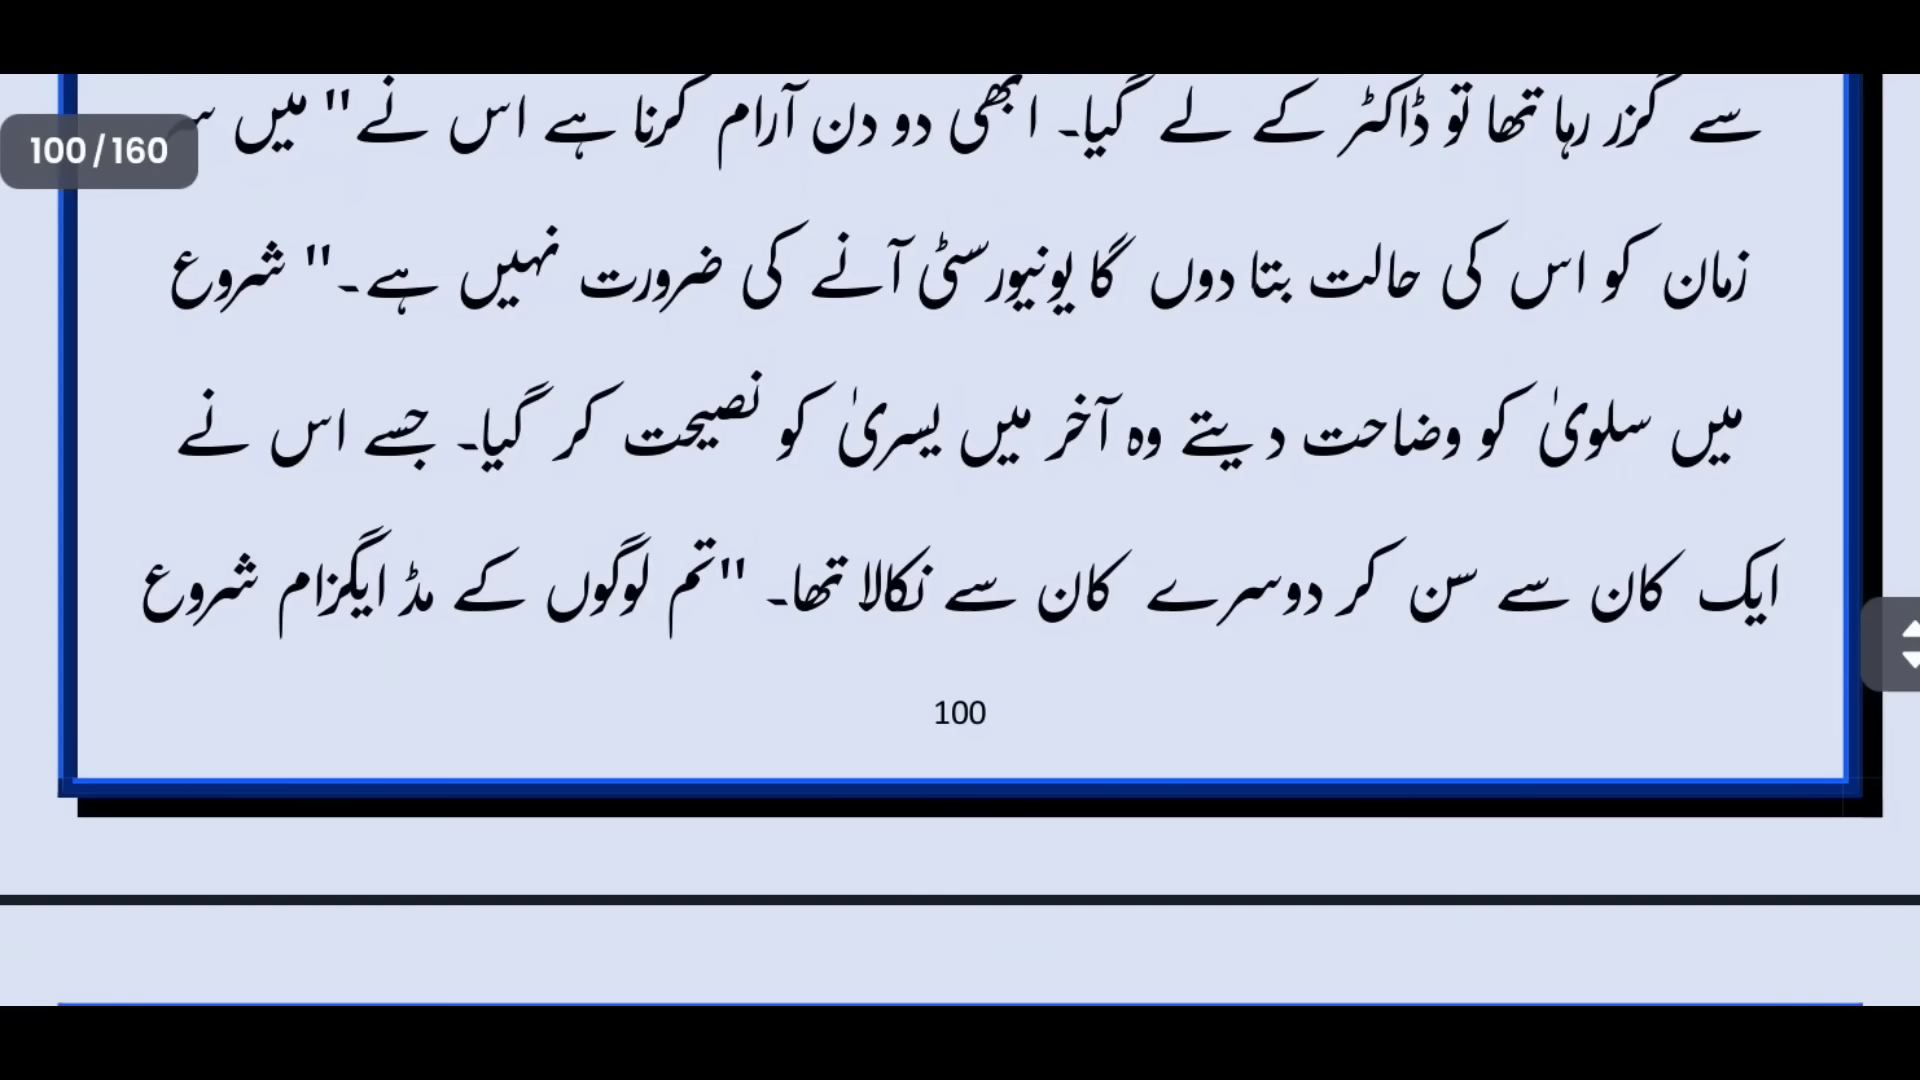 سے گزر رہا تھا تو ڈاکٹر کے لے گیا۔ ابھی دو دن آرام کرنا ہے اس نے" میں سر
100/160
زمان کو اس کی حالت بتا دوں گا یونیورسٹی آنے کی ضرورت نہیں ہے۔" شروع
میں سلویٰ کو وضاحت دیتے وہ آخر میں یسریٰ کو نصیحت کر گیا۔ جسے اس نے
ایک کان سے سن کر دوسرے کان سے نکالا تھا۔ "تم لوگوں کے مڈ ایگزام شروع
100